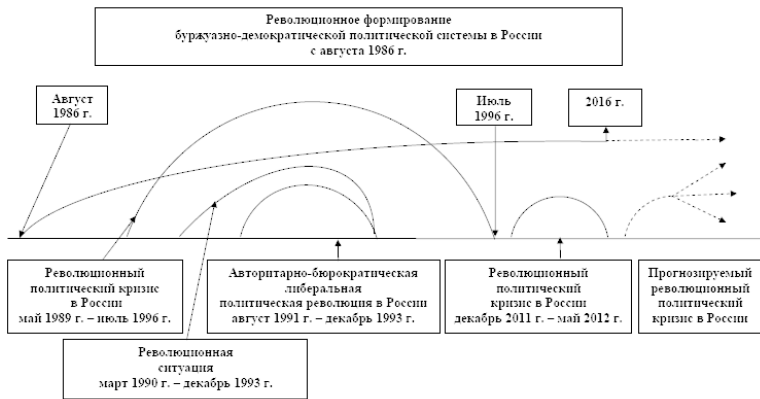 Революционное формирование
буржуазно-демократической политической системы в России
с августа 1986 г.
Август
1986 г.
Июль
1996 г.
2016 г.
Революционный
политический кризис
в России
май 1989 г. – июль 1996 г.
Авторитарно-бюрократическая
либеральная
политическая революция в России
август 1991 г. – декабрь 1993 г.
Революционный
политический
кризис в России
декабрь 2011 г. – май 2012 г.
Прогнозируемый
революционный
политический
кризис в России
Революционная
ситуация
март 1990 г. – декабрь 1993 г.